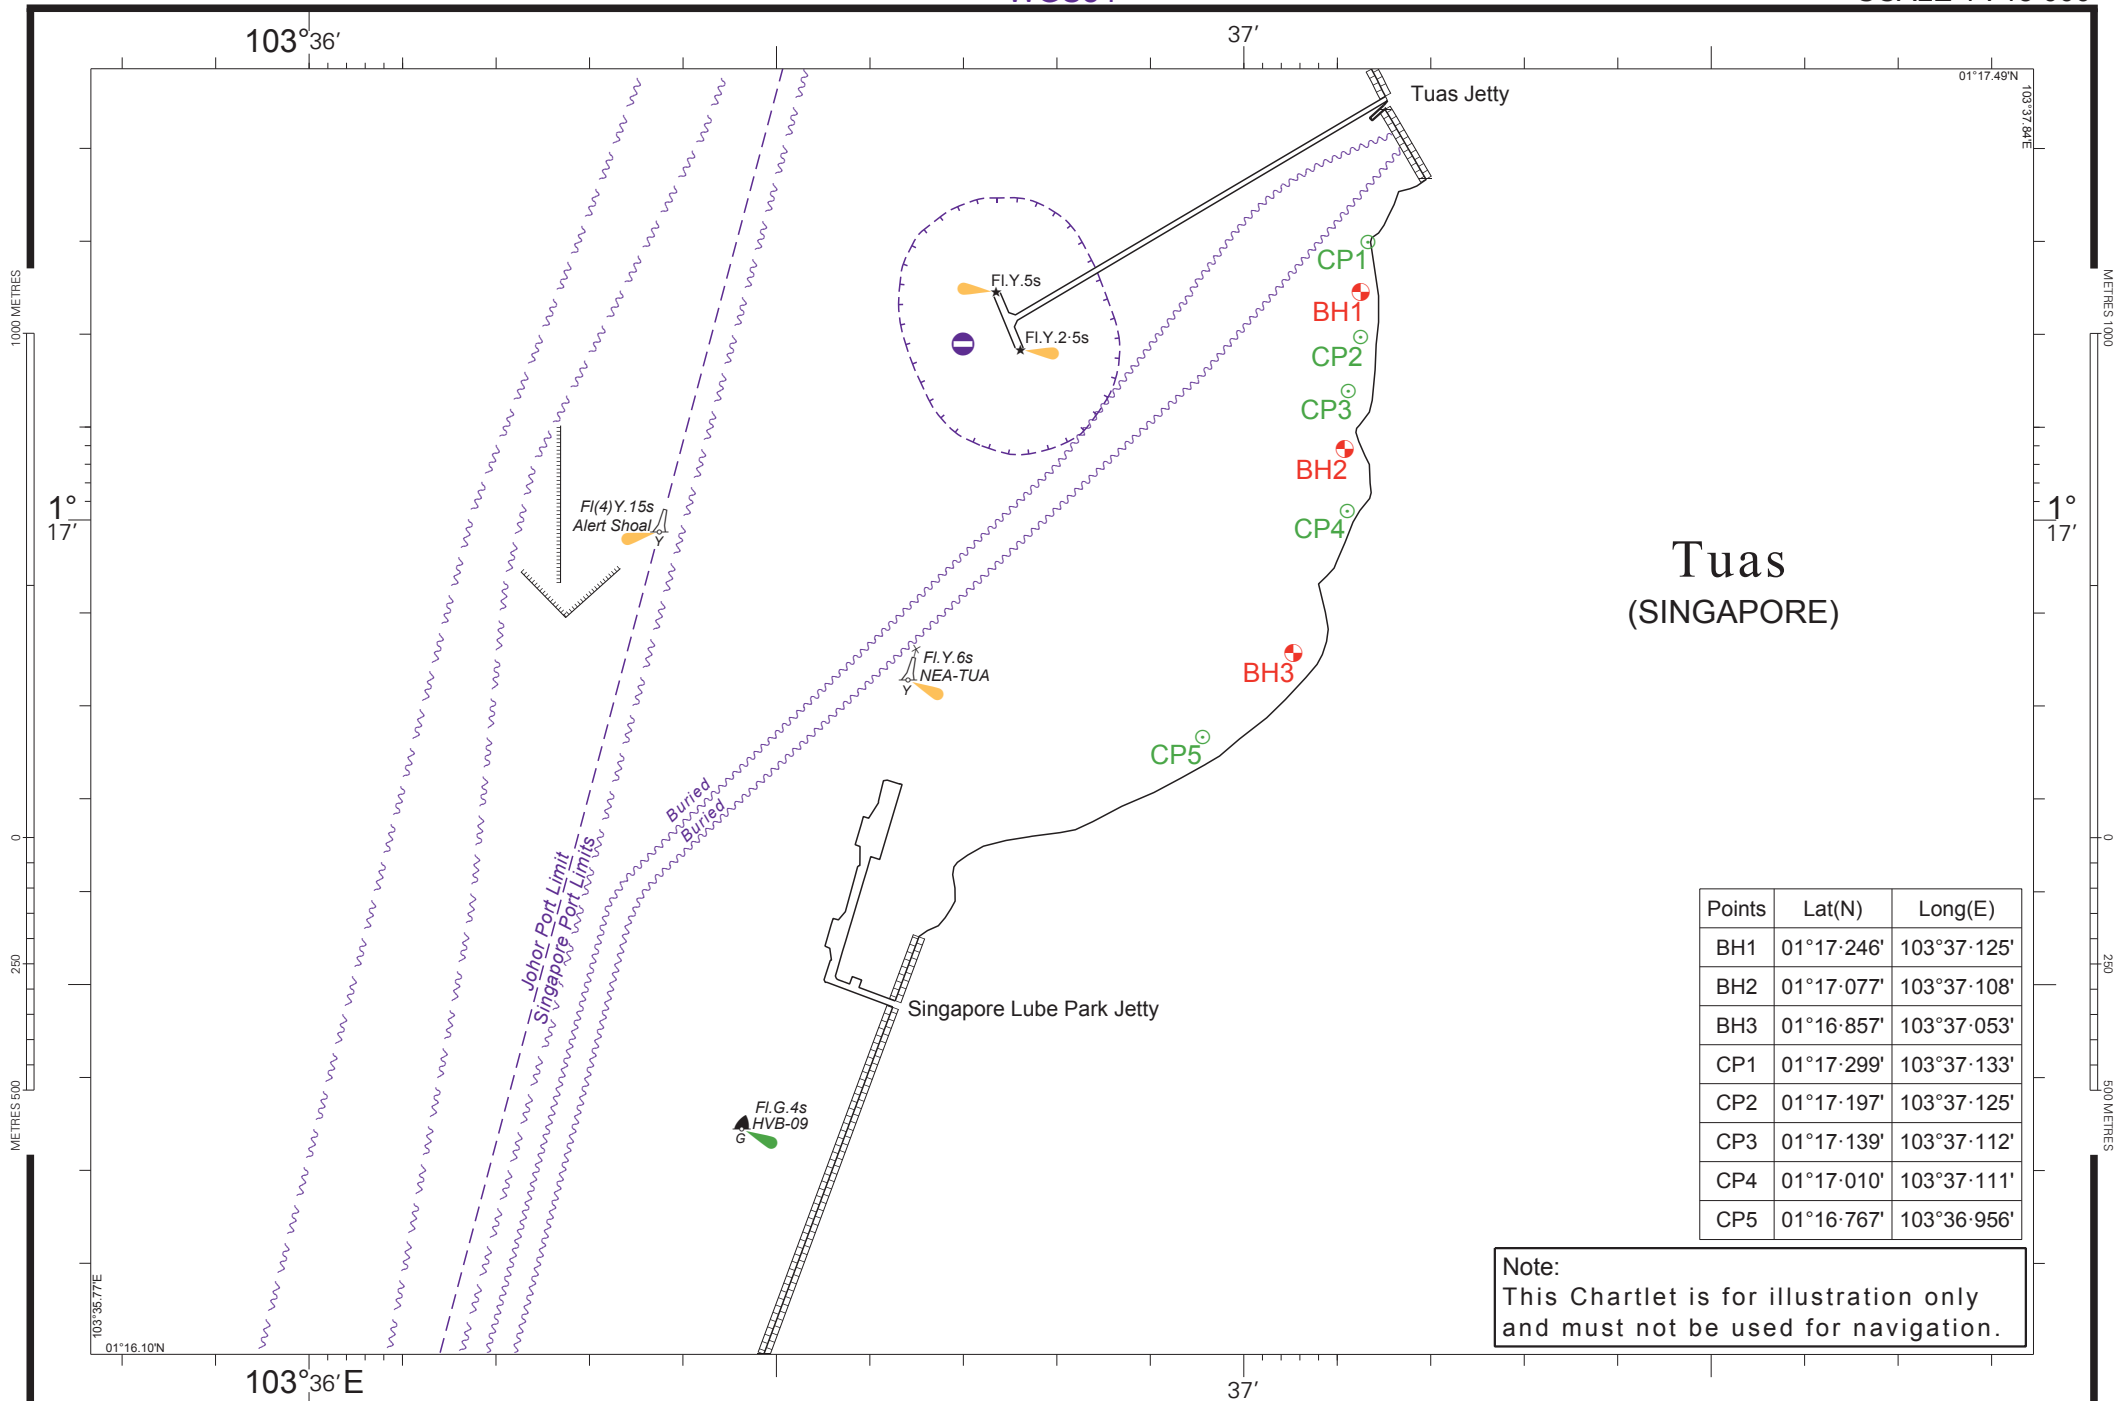 103°36′
37′
01°17.49'N
103°37.84'E
Tuas Jetty
CP1
Fl.Y.5s
BH1
1000 METRES
METRES 1000
Fl.Y.2·5s
CP2
CP3
BH2
1°
17′
Fl(4)Y.15s
Alert Shoal
Y
CP4
1°
17′
Tuas
(SINGAPORE)
Fl.Y.6s
NEA-TUA
Y
BH3
CP5
Buried
Buried
0
0
Johor Port Limit
Singapore Port Limits
250
250
Singapore Lube Park Jetty
Points Lat(N) Long(E)
BH1 01°17·246' 103°37·125'
BH2 01°17·077' 103°37·108'
BH3 01°16·857' 103°37·053'
CP1 01°17·299' 103°37·133'
CP2 01°17·197' 103°37·125'
CP3 01°17·139' 103°37·112'
CP4 01°17·010' 103°37·111'
CP5 01°16·767' 103°36·956'
METRES 500
500 METRES
Fl.G.4s
HVB-09
G
Note:
This Chartlet is for illustration only
and must not be used for navigation.
103°35.77'E
01°16.10'N
103°36′E
37′